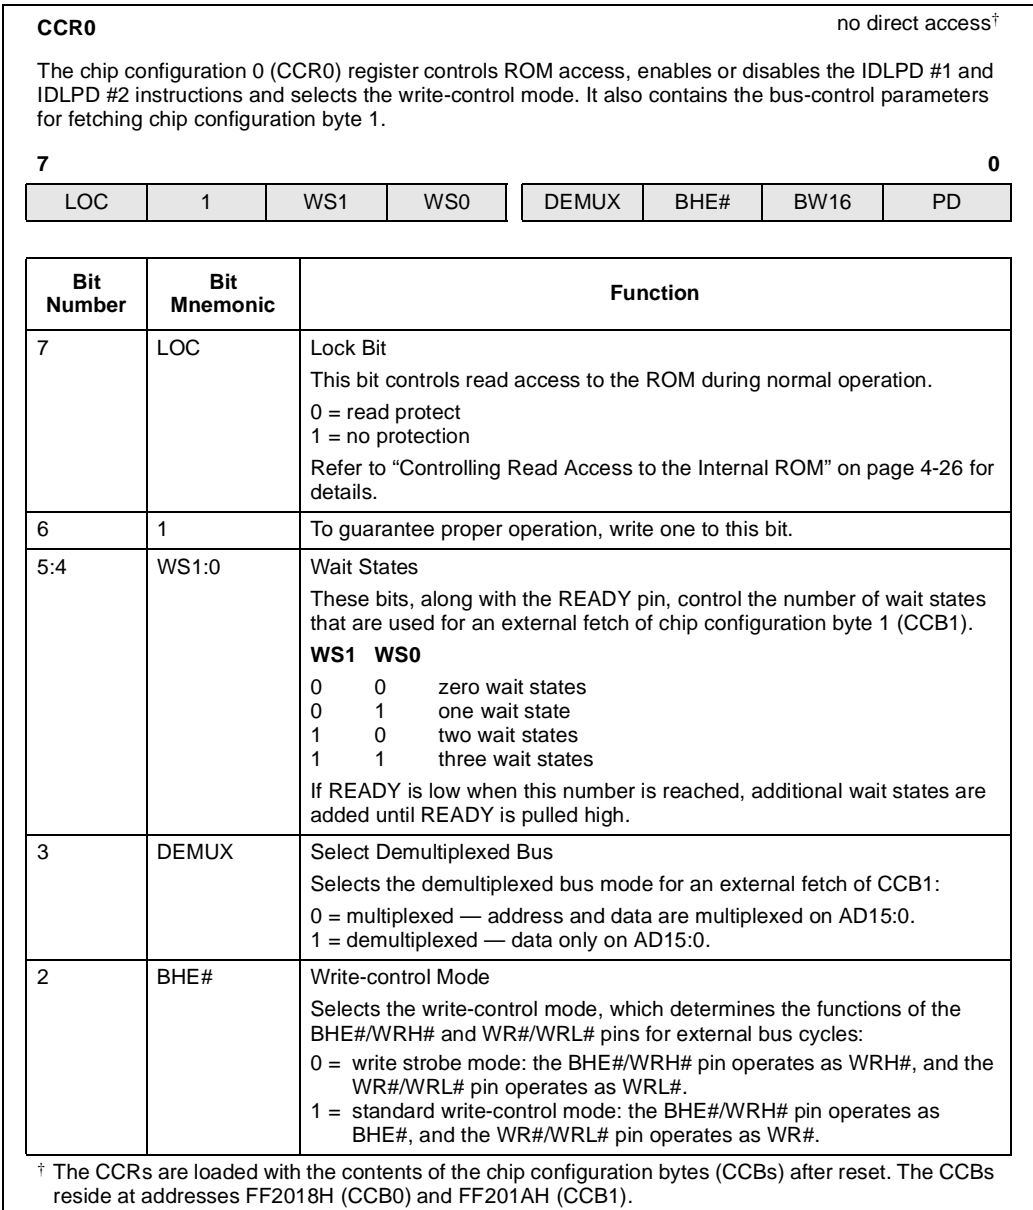 CCR0 no direct access†
The chip configuration 0 (CCR0) register controls ROM access, enables or disables the IDLPD #1 and
IDLPD #2 instructions and selects the write-control mode. It also contains the bus-control parameters
for fetching chip configuration byte 1.
7 0
LOC 1 WS1 WS0 DEMUX BHE# BW16 PD
Bit Number Bit Mnemonic Function
7 LOC Lock Bit
This bit controls read access to the ROM during normal operation.
0 = read protect
1 = no protection
Refer to “Controlling Read Access to the Internal ROM” on page 4-26 for
details.
6 1 To guarantee proper operation, write one to this bit.
5:4 WS1:0 Wait States
These bits, along with the READY pin, control the number of wait states
that are used for an external fetch of chip configuration byte 1 (CCB1).
WS1 WS0
0 0 zero wait states
0 1 one wait state
1 0 two wait states
1 1 three wait states
If READY is low when this number is reached, additional wait states are
added until READY is pulled high.
3 DEMUX Select Demultiplexed Bus
Selects the demultiplexed bus mode for an external fetch of CCB1:
0 = multiplexed — address and data are multiplexed on AD15:0.
1 = demultiplexed — data only on AD15:0.
2 BHE# Write-control Mode
Selects the write-control mode, which determines the functions of the
BHE#/WRH# and WR#/WRL# pins for external bus cycles:
0 = write strobe mode: the BHE#/WRH# pin operates as WRH#, and the
WR#/WRL# pin operates as WRL#.
1 = standard write-control mode: the BHE#/WRH# pin operates as
BHE#, and the WR#/WRL# pin operates as WR#.
† The CCRs are loaded with the contents of the chip configuration bytes (CCBs) after reset. The CCBs
reside at addresses FF2018H (CCB0) and FF201AH (CCB1).